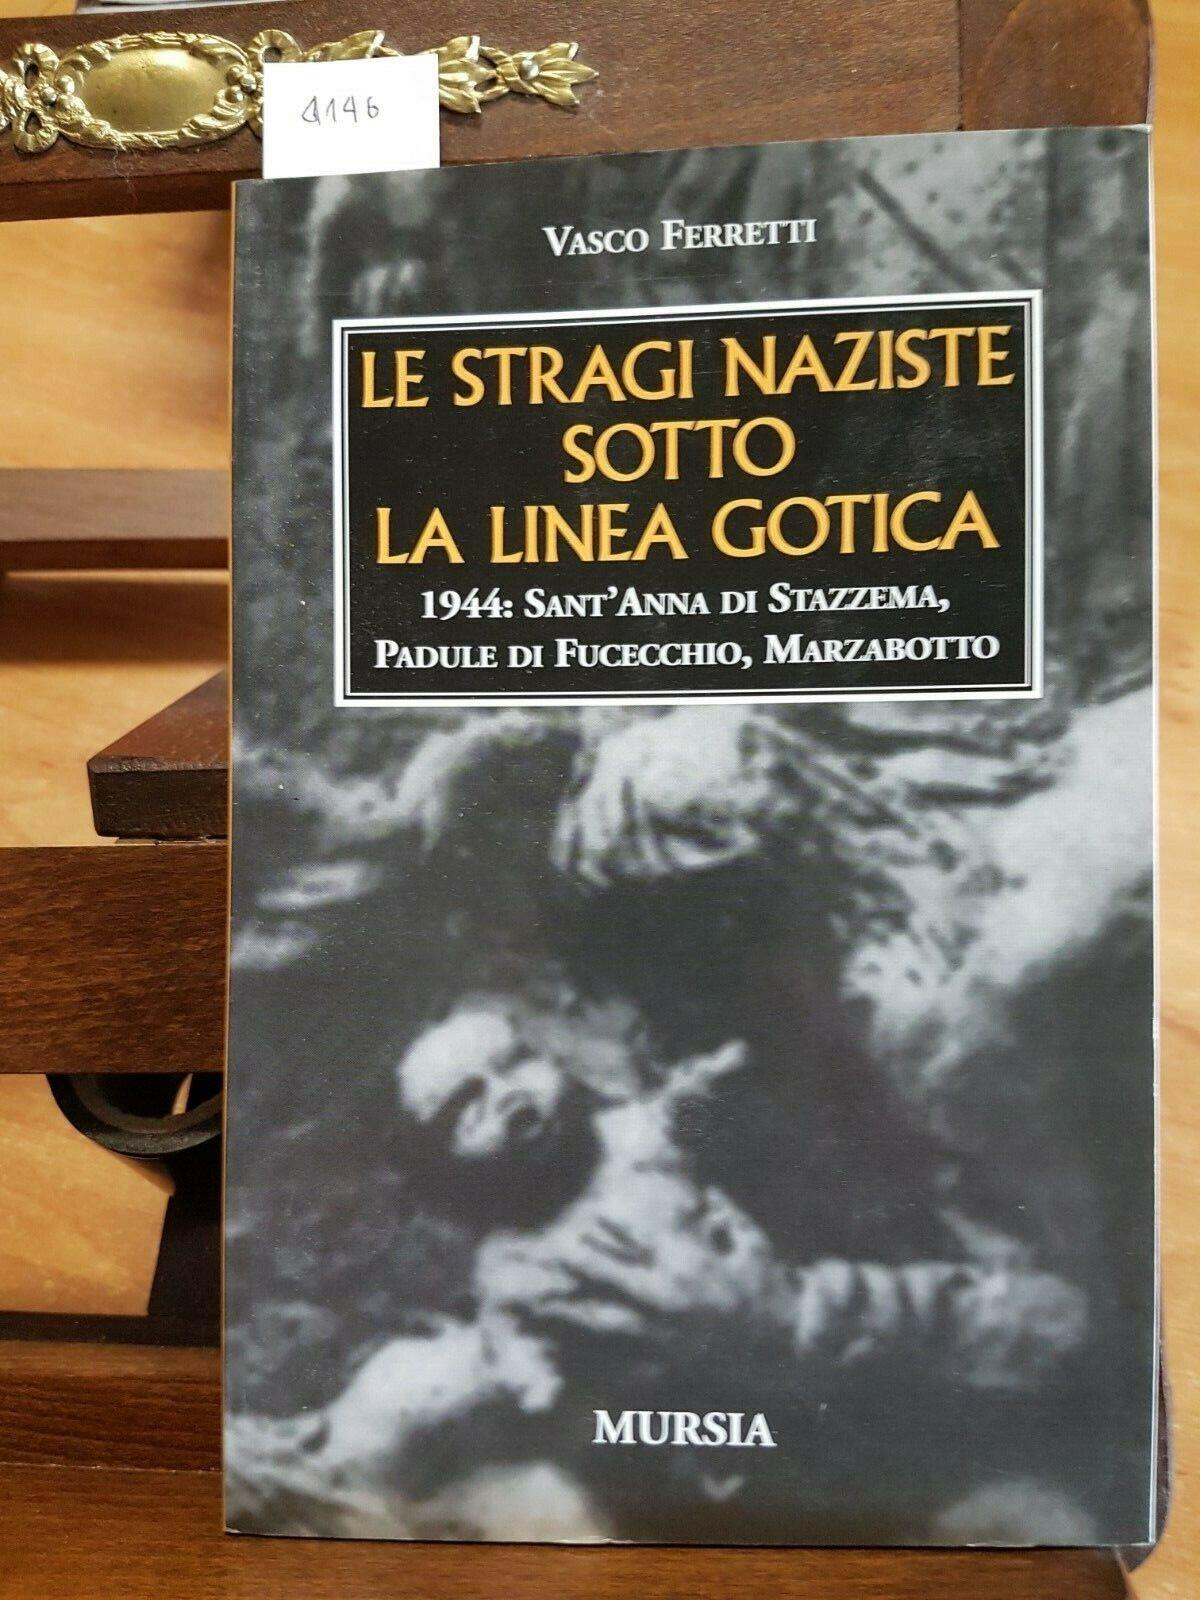 4146
VASCO FERRETTI
LE STRAGI NAZISTE
SOTTO
LA LINEA GOTICA
1944: SANT'ANNA DI STAZZEMA,
PADULE DI FUCECCHIO, MARZABOTTO
MURSIA